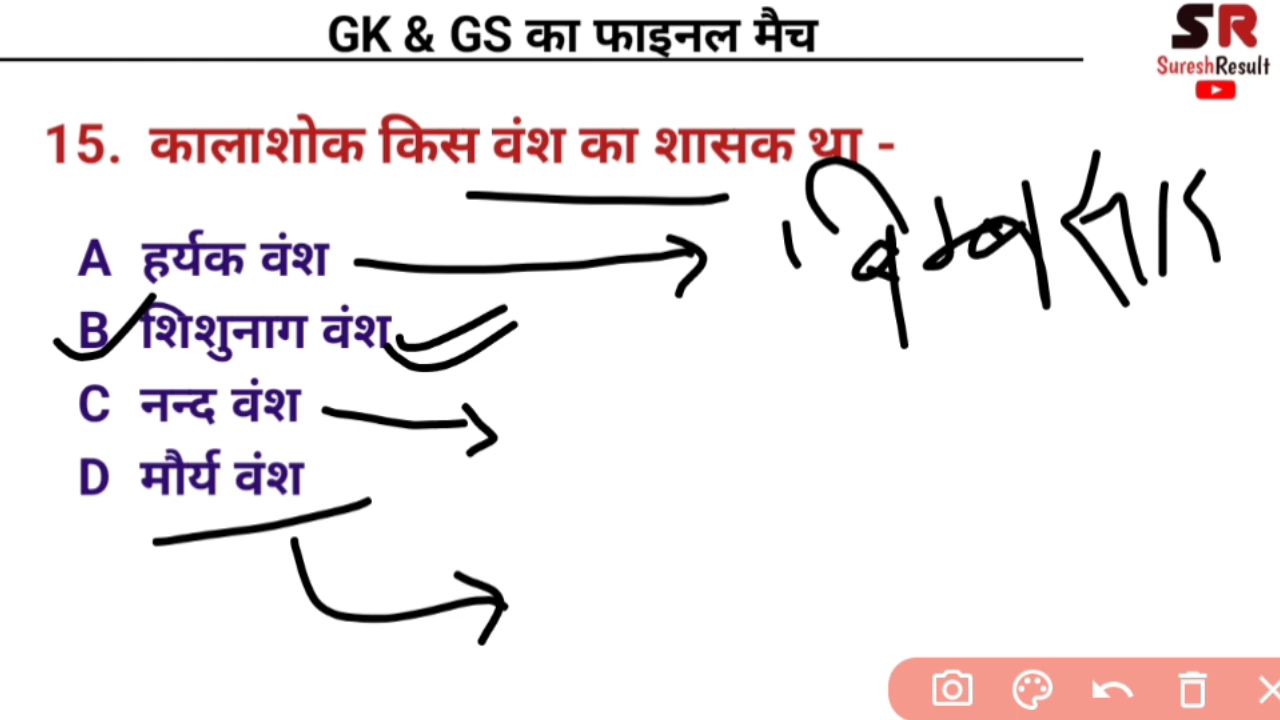 GK & GS का फाइनल मैच
SR
SureshResult
15. कालाशोक किस वंश का शासक था -
A हर्यक वंश
B शिशुनाग वंश
C नन्द वंश
D मौर्य वंश